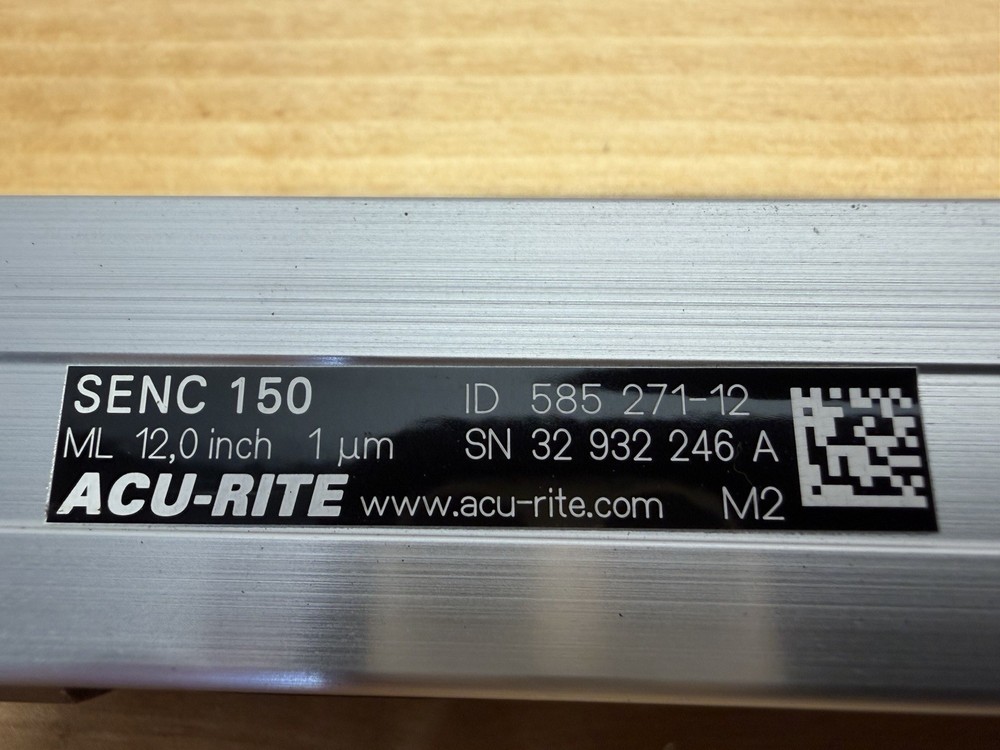 SENC 150 ID 585 271-12
ML 12,0 inch 1 µm SN 32 932 246 A
ACU-RITE www.acu-rite.com M2